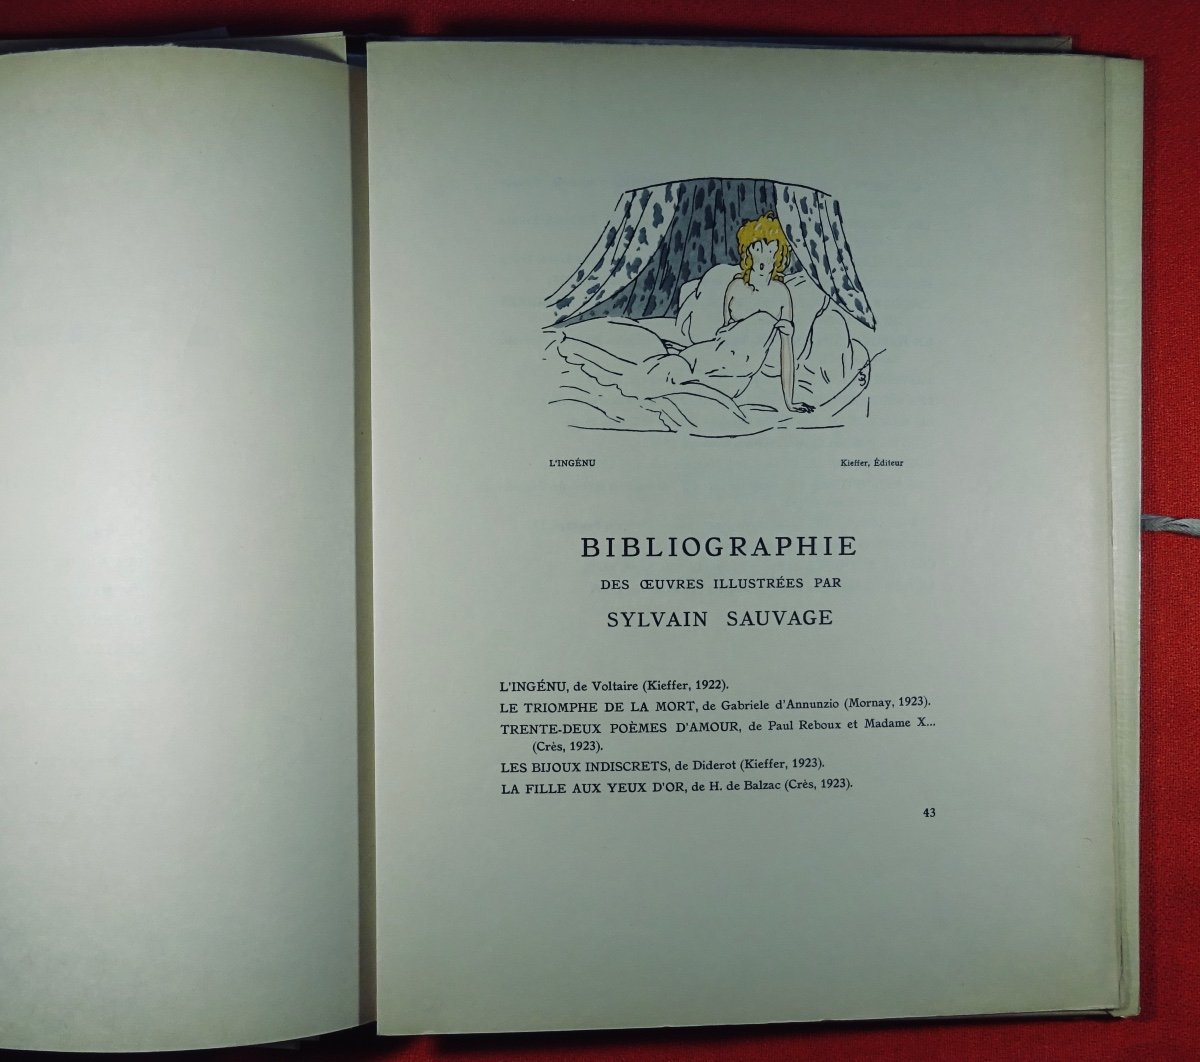 L'INGÉNU Kieffer, Éditeur
BIBLIOGRAPHIE
DES ŒUVRES ILLUSTRÉES PAR
SYLVAIN SAUVAGE
L'INGÉNU, de Voltaire (Kieffer, 1922).
LE TRIOMPHE DE LA MORT, de Gabriele d'Annunzio (Mornay, 1923).
TRENTE-DEUX POÈMES D'AMOUR, de Paul Reboux et Madame X...
(Crès, 1923).
LES BIJOUX INDISCRETS, de Diderot (Kieffer, 1923).
LA FILLE AUX YEUX D'OR, de H. de Balzac (Crès, 1923).
43